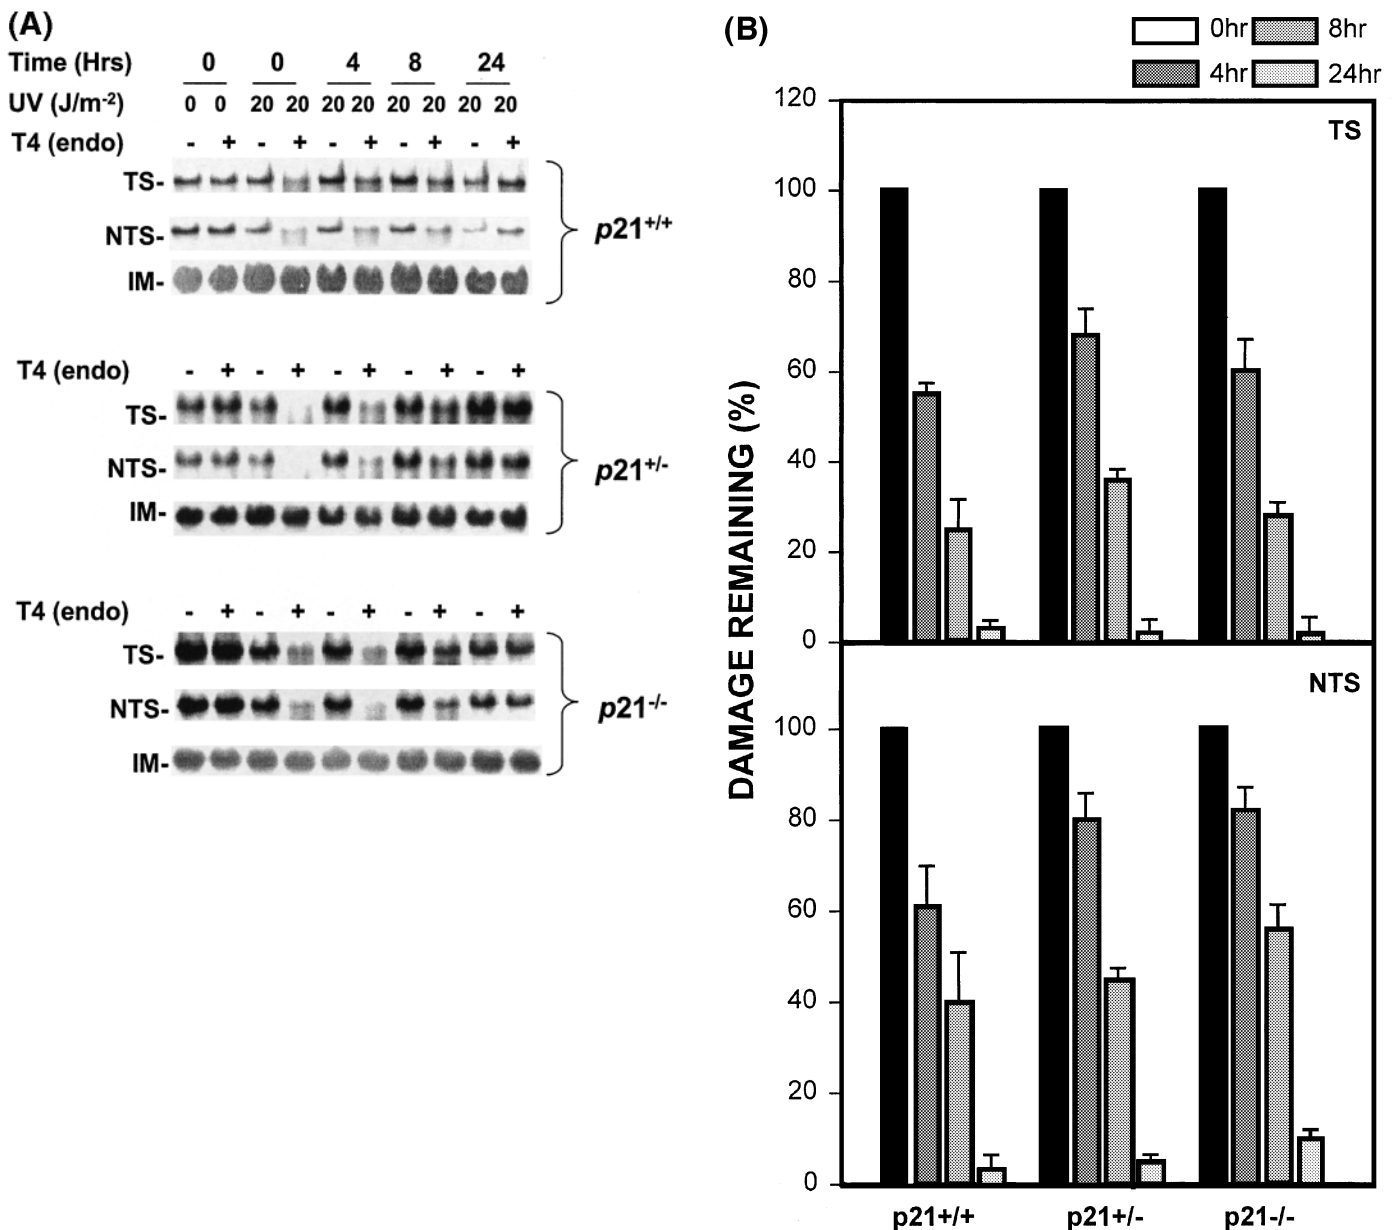 (A)
Time (Hrs) 0 0 4 8 24
UV (J/m-2) 0 0 20 20 20 20 20 20 20 20
T4 (endo) - + - + - + - + - +
TS-
NTS-
IM-
p21+/+
T4 (endo) - + - + - + - + - +
TS-
NTS-
IM-
p21+/-
T4 (endo) - + - + - + - + - +
TS-
NTS-
IM-
p21-/-
(B)
0hr 8hr
4hr 24hr
DAMAGE REMAINING (%)
120
100
80
60
40
20
0
TS
100
80
60
40
20
0
NTS
p21+/+ p21+/- p21-/-